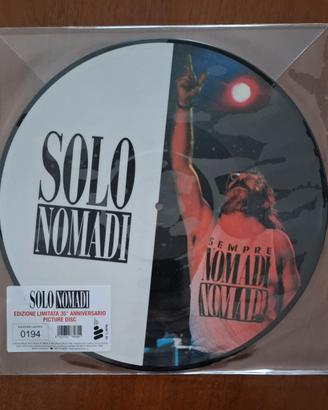 SOLO
NOMADI
SEMPRE
NOMADI
NOMADI
SOLO NOMADI
EDIZIONE LIMITATA 35° ANNIVERSARIO
PICTURE DISC
0194